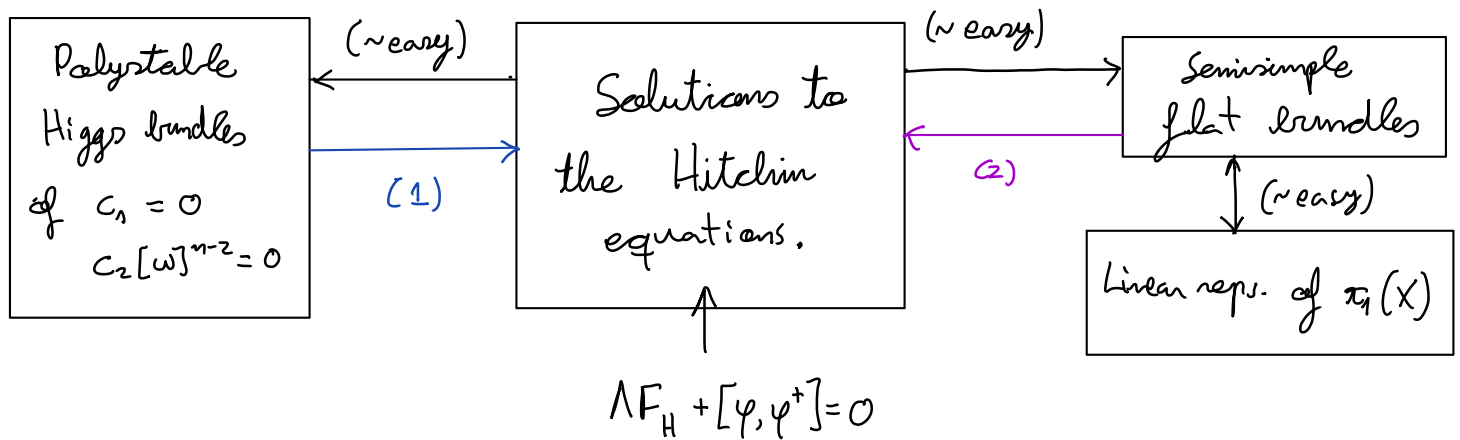 Polystable
Higgs bundles
of c₁ = 0
c₂[ω]ⁿ⁻² = 0
(~easy)
(1)
Solutions to
the Hitchin
equations.
ΛF_H + [φ, φ⁺] = 0
(~easy)
(2)
Semisimple
flat bundles
(~easy)
Linear reps. of π₁(X)